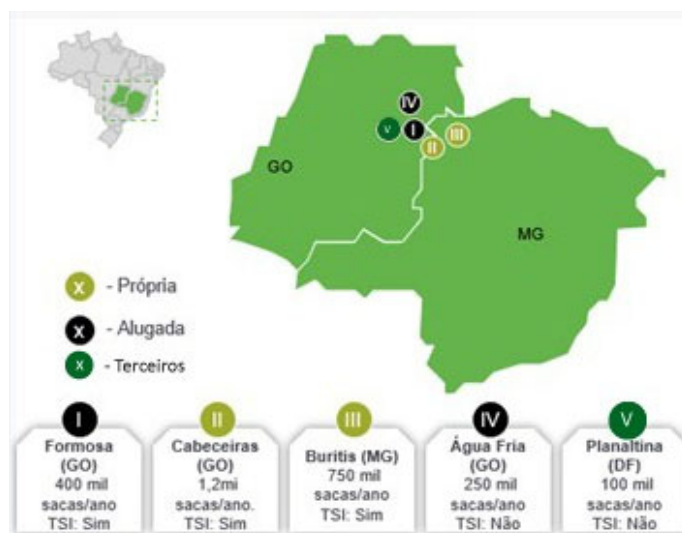 IV
V
I
II
III
GO
MG
x - Própria
x - Alugada
x - Terceiros
I
Formosa
(GO)
400 mil
sacas/ano
TSI: Sim
II
Cabeceiras
(GO)
1,2mi
sacas/ano.
TSI: Sim
III
Buritis (MG)
750 mil
sacas/ano
TSI: Sim
IV
Água Fria
(GO)
250 mil
sacas/ano
TSI: Não
V
Planaltina
(DF)
100 mil
sacas/ano
TSI: Não